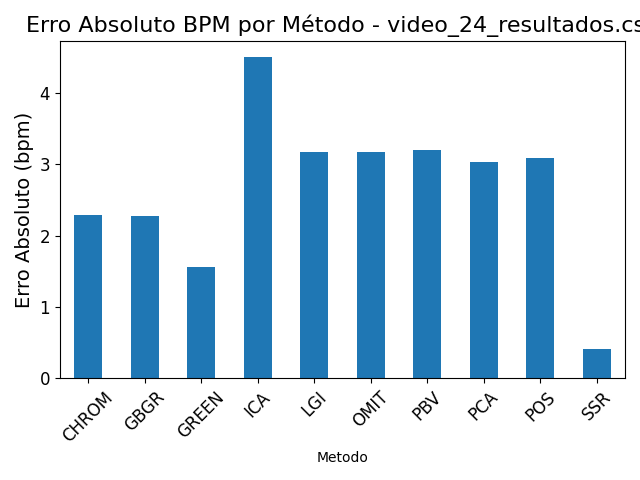 Erro Absoluto BPM por Método - video_24_resultados.cs
Erro Absoluto (bpm)
4
3
2
1
0
CHROM GBGR GREEN ICA LGI OMIT PBV PCA POS SSR
Metodo